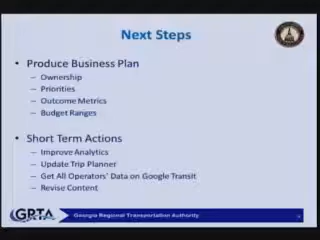 Next Steps
• Produce Business Plan
– Ownership
– Priorities
– Outcome Metrics
– Budget Ranges
• Short Term Actions
– Improve Analytics
– Update Trip Planner
– Get All Operators' Data on Google Transit
– Revise Content
GRTA Georgia Regional Transportation Authority